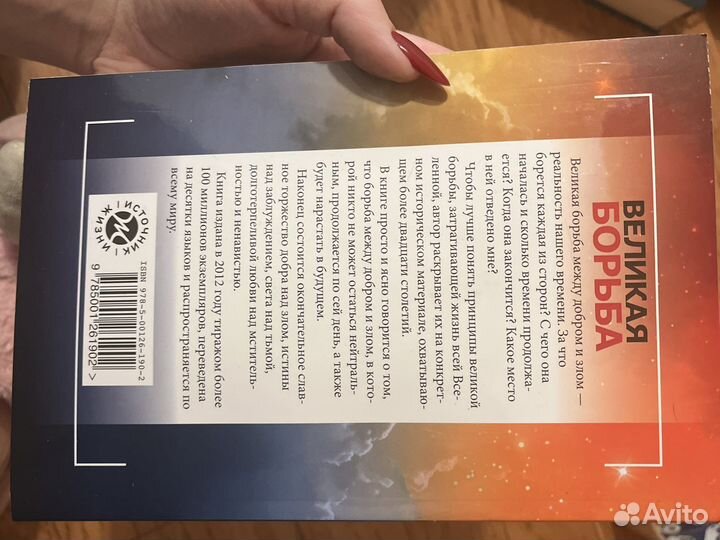 ВЕЛИКАЯ
БОРЬБА
Великая борьба между добром и злом —
реальность нашего времени. За что
борется каждая из сторон? С чего она
началась и сколько времени продолжа-
ется? Когда она закончится? Какое место
в ней отведено мне?
Чтобы лучше понять принципы великой
борьбы, затрагивающей жизнь всей Все-
ленной, автор раскрывает их на конкрет-
ном историческом материале, охватываю-
щем более двадцати столетий.
В книге просто и ясно говорится о том,
что борьба между добром и злом, в кото-
рой никто не может остаться нейтраль-
ным, продолжается по сей день, а также
будет нарастать в будущем.
Наконец состоится окончательное слав-
ное торжество добра над злом, истины
над заблуждением, света над тьмой,
долготерпеливой любви над мститель-
ностью и ненавистью.
Книга издана в 2012 году тиражом более
100 миллионов экземпляров, переведена
на десятки языков и распространяется по
всему миру.
ИСТОЧНИК
ЖИЗНИ
ISBN 978-5-00126-190-2
9 785001 261902 >
Avito